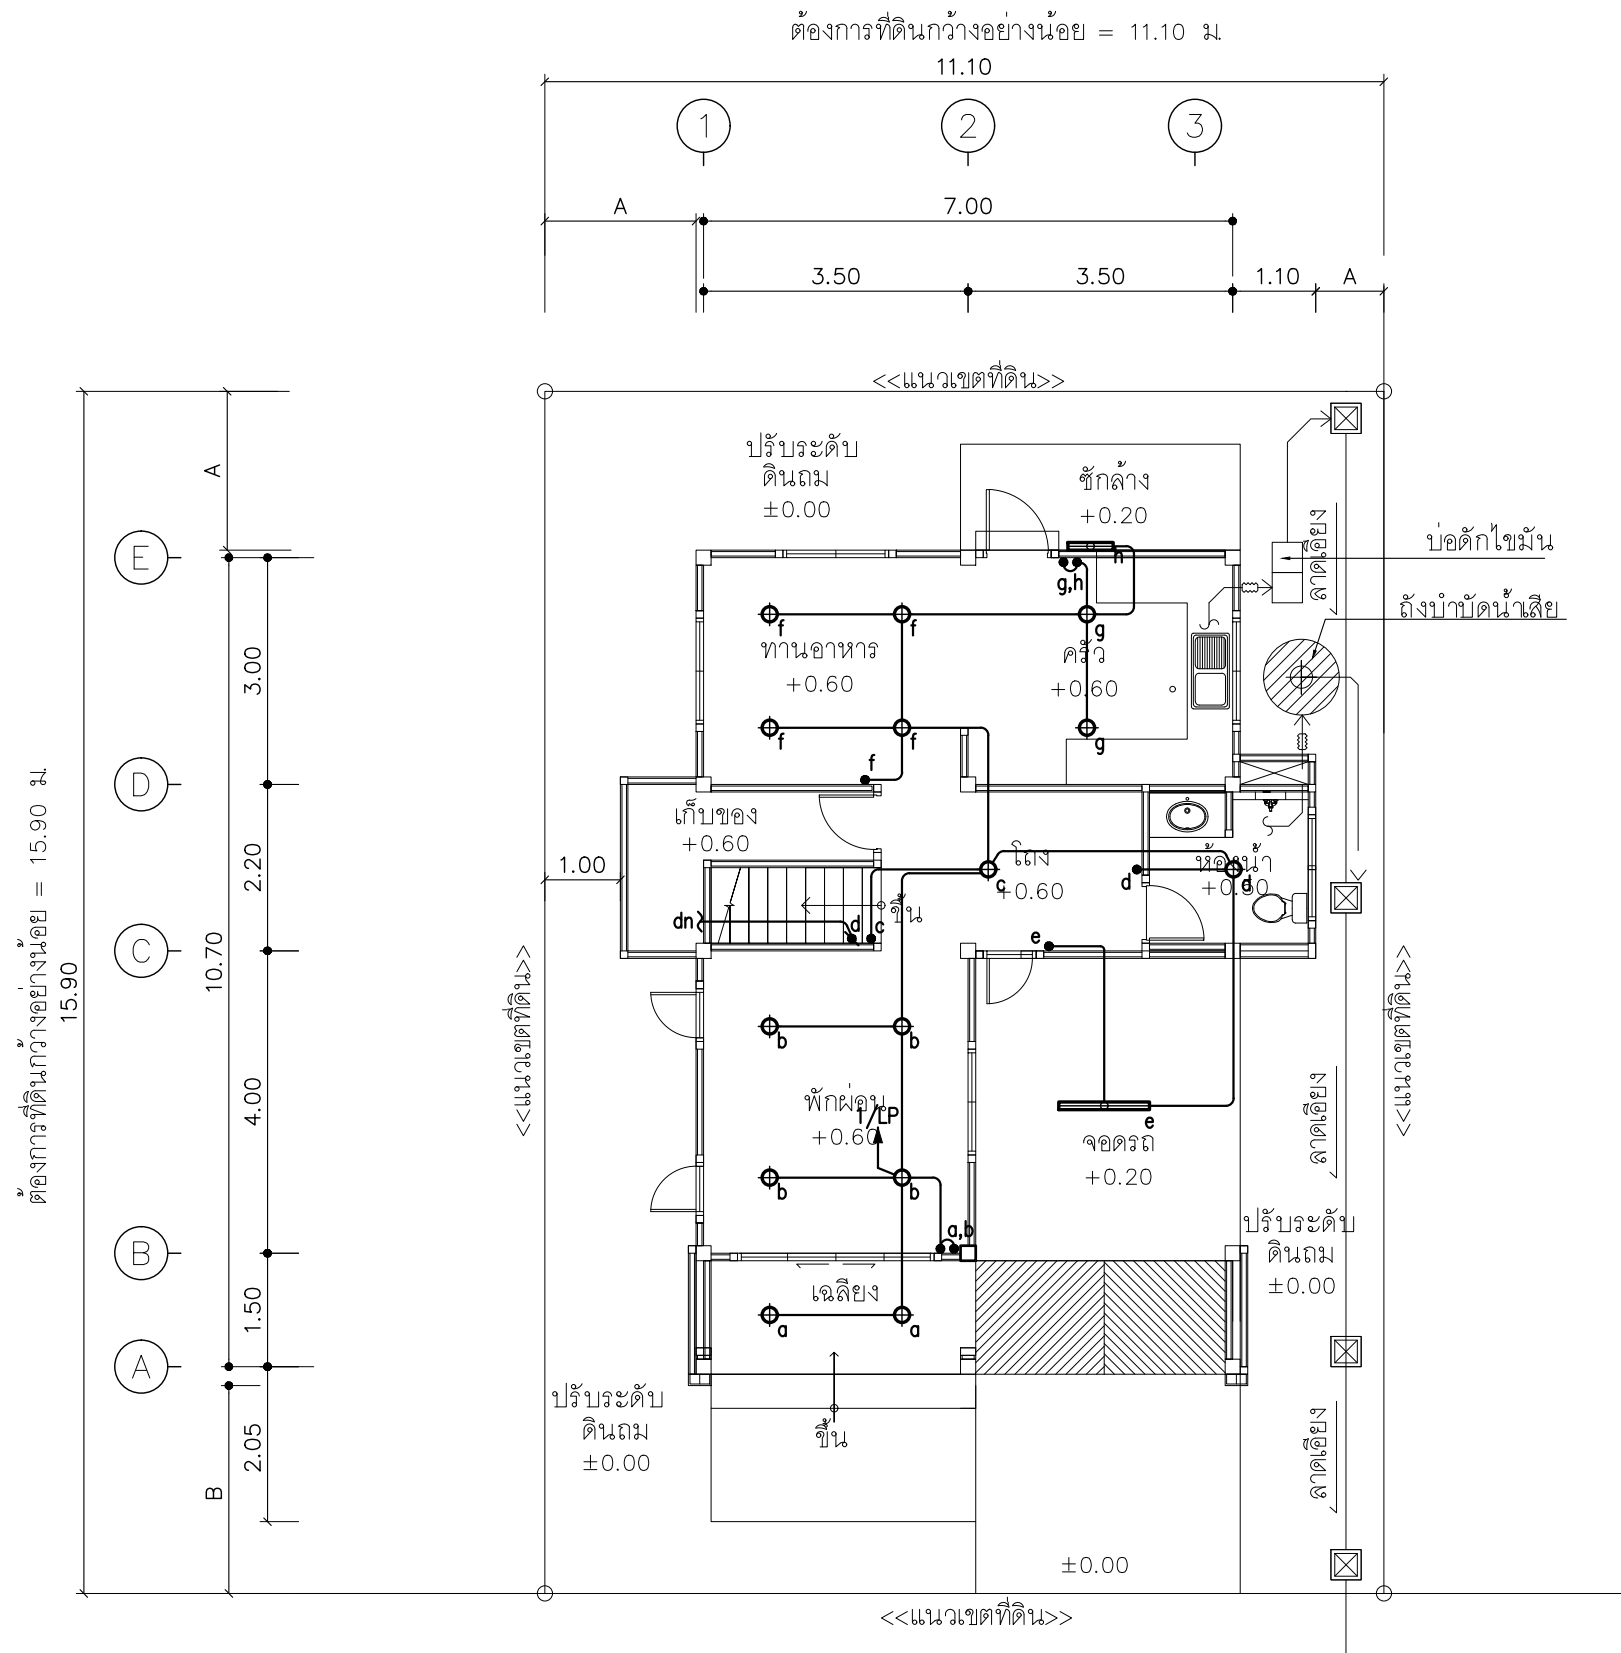 ต้องการที่ดินกว้างอย่างน้อย = 11.10 ม.
11.10
1
2
3
A
7.00
3.50
3.50
1.10
A
<<แนวเขตที่ดิน>>
ปรับระดับ
ดินถม
±0.00
ซักล้าง
+0.20
A
E
h
g,h
ลาดเอียง
บ่อดักไขมัน
ถังบำบัดน้ำเสีย
f
f
g
ทานอาหาร
+0.60
ครัว
+0.60
3.00
f
f
g
f
D
เก็บของ
+0.60
2.20
1.00
โถง
+0.60
c
d
ห้องน้ำ
+0.50
d
dn
d
c
ขึ้น
e
C
10.70
ต้องการที่ดินกว้างอย่างน้อย = 15.90 ม.
15.90
<<แนวเขตที่ดิน>>
<<แนวเขตที่ดิน>>
b
b
4.00
พักผ่อน
+0.60
1/LP
e
จอดรถ
+0.20
ลาดเอียง
b
b
a,b
B
ปรับระดับ
ดินถม
±0.00
1.50
เฉลียง
a
a
A
ปรับระดับ
ดินถม
±0.00
ขึ้น
2.05
B
ลาดเอียง
±0.00
<<แนวเขตที่ดิน>>